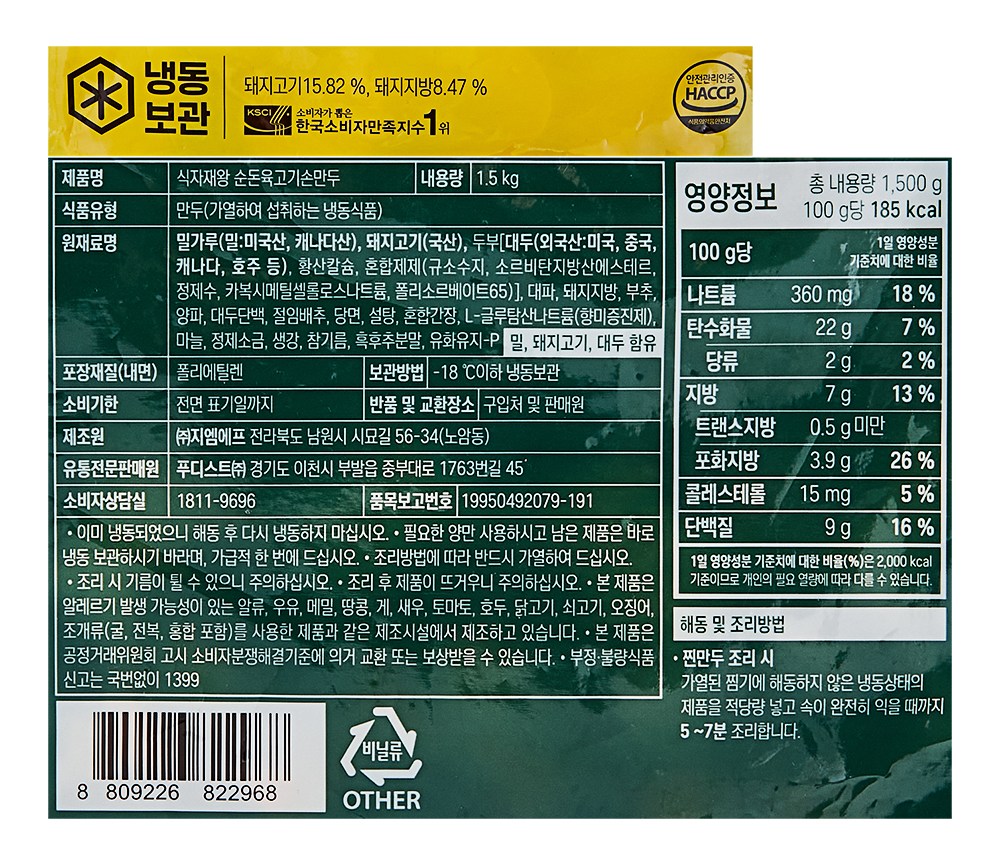 냉동
보관
돼지고기15.82 %, 돼지지방8.47 %
KSCI 소비자가 뽑은
한국소비자만족지수1위
안전관리인증
HACCP
식품의약품안전처
제품명 식자재왕 순돈육고기손만두 내용량 1.5 kg
식품유형 만두(가열하여 섭취하는 냉동식품)
원재료명 밀가루(밀:미국산, 캐나다산), 돼지고기(국산), 두부[대두(외국산:미국, 중국,
캐나다, 호주 등), 황산칼슘, 혼합제제(규소수지, 소르비탄지방산에스테르,
정제수, 카복시메틸셀룰로스나트륨, 폴리소르베이트65)], 대파, 돼지지방, 부추,
양파, 대두단백, 절임배추, 당면, 설탕, 혼합간장, L-글루탐산나트륨(향미증진제),
마늘, 정제소금, 생강, 참기름, 흑후추분말, 유화유지-P 밀, 돼지고기, 대두 함유
포장재질(내면) 폴리에틸렌 보관방법 -18 ℃이하 냉동보관
소비기한 전면 표기일까지 반품 및 교환장소 구입처 및 판매원
제조원 ㈜지엠에프 전라북도 남원시 시묘길 56-34(노암동)
유통전문판매원 푸디스트㈜ 경기도 이천시 부발읍 중부대로 1763번길 45
소비자상담실 1811-9696 품목보고번호 19950492079-191
• 이미 냉동되었으니 해동 후 다시 냉동하지 마십시오. • 필요한 양만 사용하시고 남은 제품은 바로
냉동 보관하시기 바라며, 가급적 한 번에 드십시오. • 조리방법에 따라 반드시 가열하여 드십시오.
• 조리 시 기름이 튈 수 있으니 주의하십시오. • 조리 후 제품이 뜨거우니 주의하십시오. • 본 제품은
알레르기 발생 가능성이 있는 알류, 우유, 메밀, 땅콩, 게, 새우, 토마토, 호두, 닭고기, 쇠고기, 오징어,
조개류(굴, 전복, 홍합 포함)를 사용한 제품과 같은 제조시설에서 제조하고 있습니다. • 본 제품은
공정거래위원회 고시 소비자분쟁해결기준에 의거 교환 또는 보상받을 수 있습니다. • 부정·불량식품
신고는 국번없이 1399
8 809226 822968
비닐류
OTHER
영양정보 총 내용량 1,500 g
100 g당 185 kcal
100 g당 1일 영양성분
기준치에 대한 비율
나트륨 360 mg 18 %
탄수화물 22 g 7 %
당류 2 g 2 %
지방 7 g 13 %
트랜스지방 0.5 g 미만
포화지방 3.9 g 26 %
콜레스테롤 15 mg 5 %
단백질 9 g 16 %
1일 영양성분 기준치에 대한 비율(%)은 2,000 kcal
기준이므로 개인의 필요 열량에 따라 다를 수 있습니다.
해동 및 조리방법
• 찐만두 조리 시
가열된 찜기에 해동하지 않은 냉동상태의
제품을 적당량 넣고 속이 완전히 익을 때까지
5 ~7분 조리합니다.